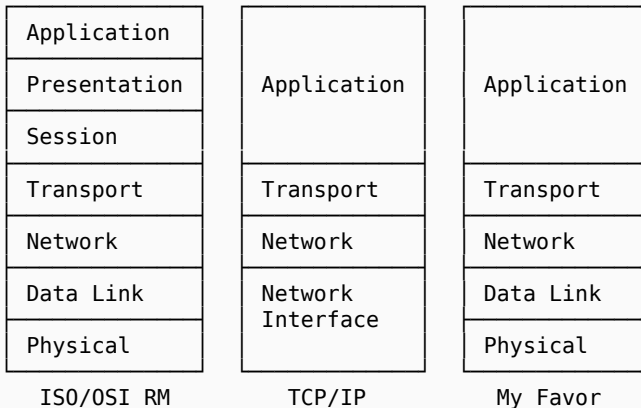 Application
Presentation
Session
Transport
Network
Data Link
Physical
ISO/OSI RM
Application
Transport
Network
Network
Interface
TCP/IP
Application
Transport
Network
Data Link
Physical
My Favor